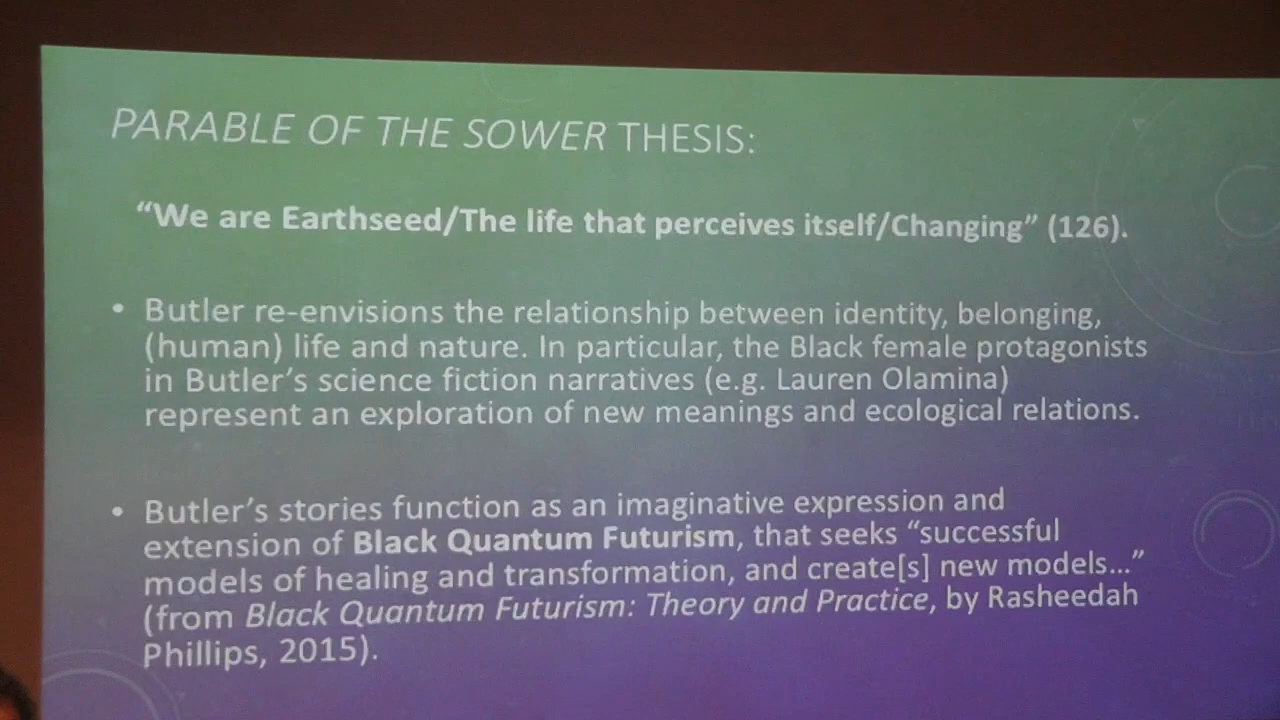 PARABLE OF THE SOWER THESIS:
“We are Earthseed/The life that perceives itself/Changing” (126).
• Butler re-envisions the relationship between identity, belonging,
(human) life and nature. In particular, the Black female protagonists
in Butler’s science fiction narratives (e.g. Lauren Olamina)
represent an exploration of new meanings and ecological relations.
• Butler’s stories function as an imaginative expression and
extension of Black Quantum Futurism, that seeks “successful
models of healing and transformation, and create[s] new models…”
(from Black Quantum Futurism: Theory and Practice, by Rasheedah
Phillips, 2015).